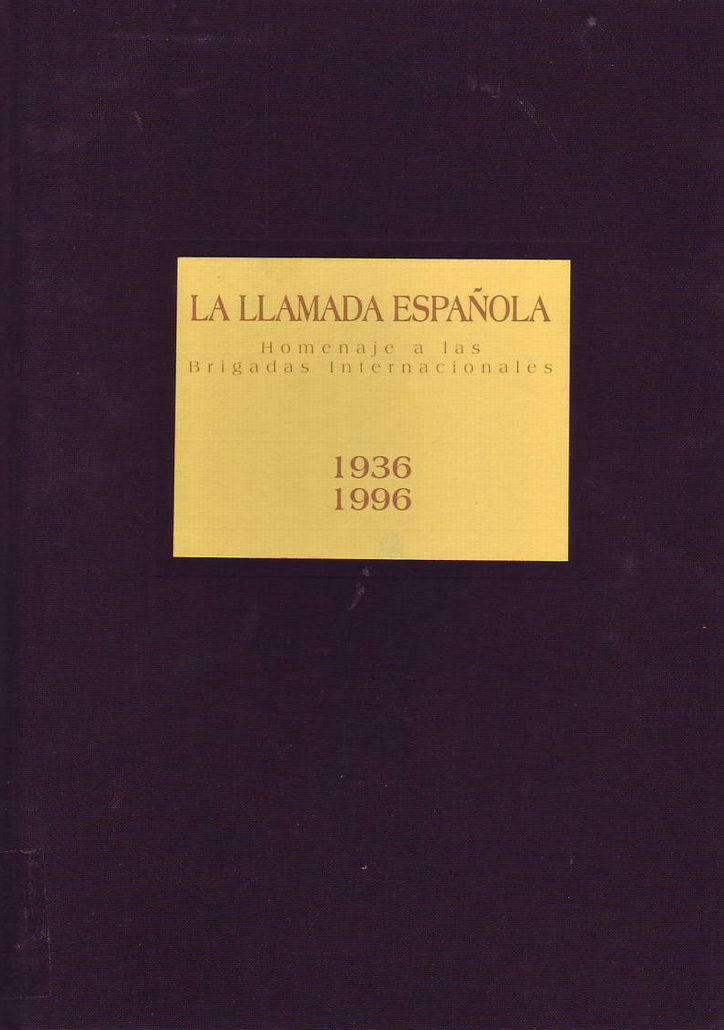 LA LLAMADA ESPAÑOLA
Homenaje a las
Brigadas Internacionales
1936
1996